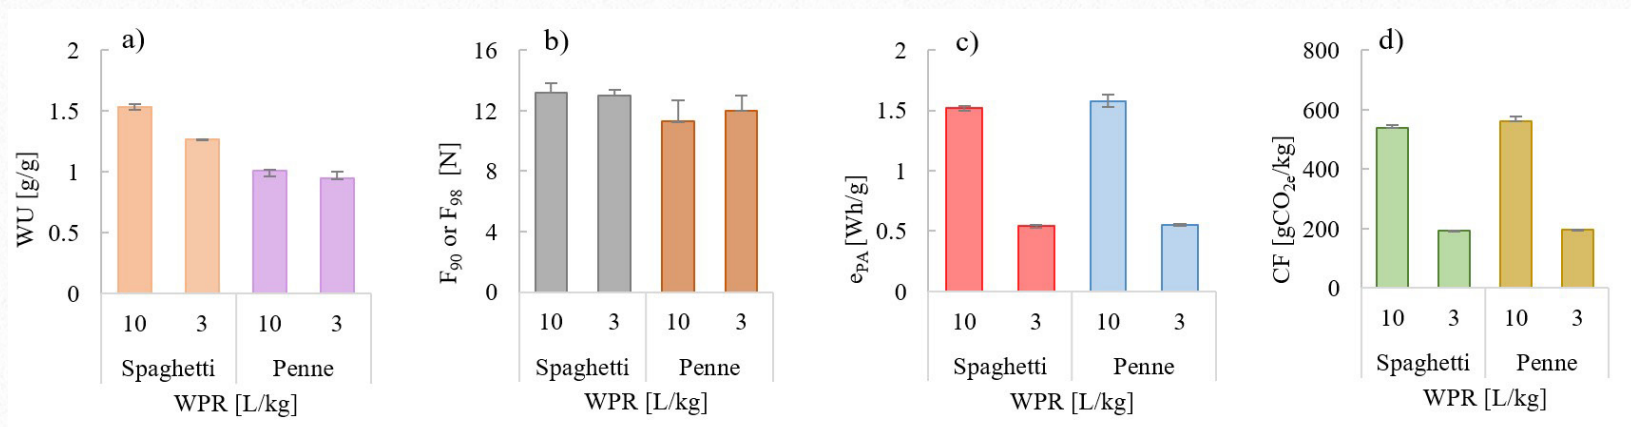 a)
WU [g/g]
2
1.5
1
0.5
0
10 3 10 3
Spaghetti Penne
WPR [L/kg]
b)
F90 or F98 [N]
16
12
8
4
0
10 3 10 3
Spaghetti Penne
WPR [L/kg]
c)
ePA [Wh/g]
2
1.5
1
0.5
0
10 3 10 3
Spaghetti Penne
WPR [L/kg]
d)
CF [gCO2e/kg]
800
600
400
200
0
10 3 10 3
Spaghetti Penne
WPR [L/kg]